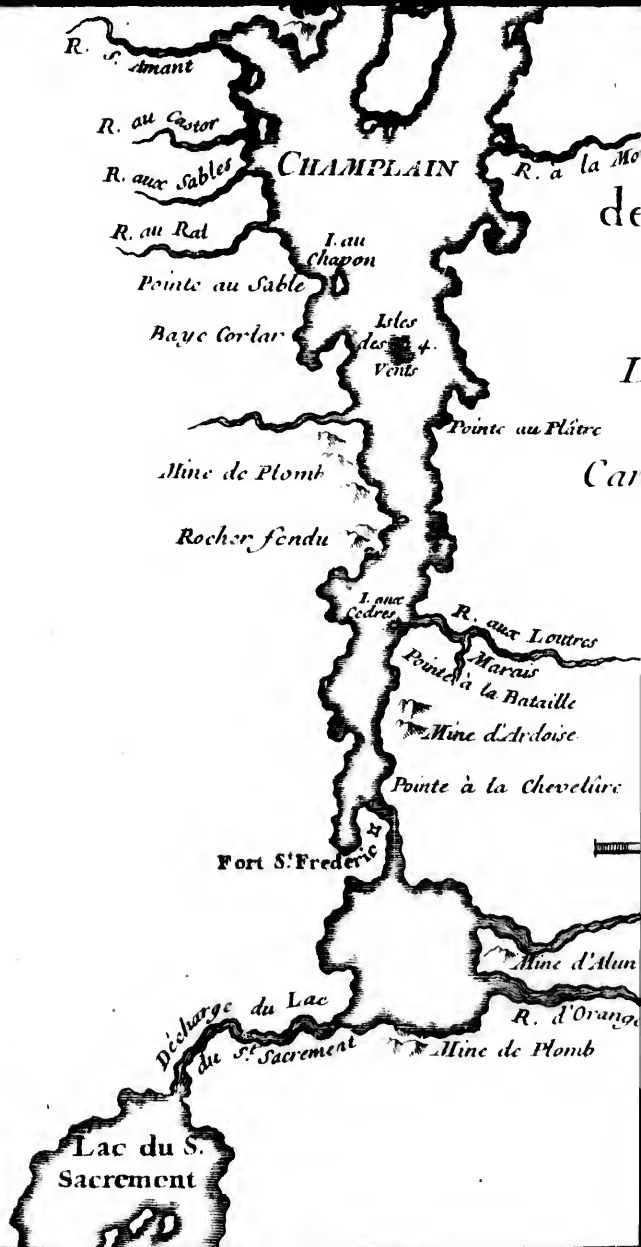 R. S. Amant
R. au Castor
CHAMPLAIN
R. à la Mo
R. aux Sables
de
R. au Rat
I. au
Chapon
Pointe au Sable
Isles
des 4.
Vents
Baye Corlar
Pointe au Plâtre
Mine de Plomb
Car
Rocher fendu
I. aux
Cedres
R. aux Loutres
Marais
Pointe à la Bataille
Mine d'Ardoise
Pointe à la Chevelûre
Fort S.t Frederic
Mine d'Alun
Décharge du Lac
du S.t Sacrement
R. d'Orange
Mine de Plomb
Lac du S.
Sacrement